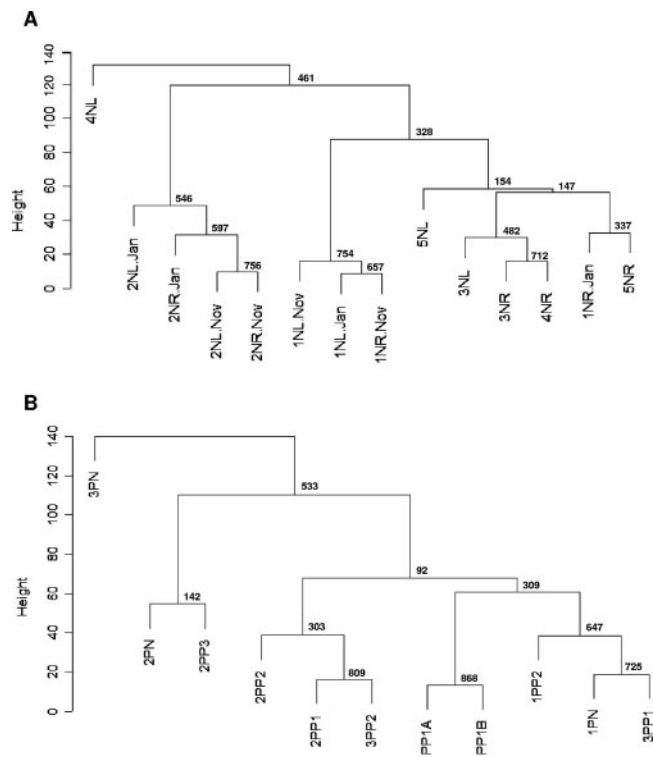 A
140
120
100
80
60
40
20
0
Height
461
328
546
597
756
754
657
154
147
482
712
337
4NL
2NL.Jan
2NR.Jan
2NL.Nov
2NR.Nov
1NL.Nov
1NL.Jan
1NR.Nov
5NL
3NL
3NR
4NR
1NR.Jan
5NR
B
140
120
100
80
60
40
20
0
Height
533
92
142
303
809
309
868
647
725
3PN
2PN
2PP3
2PP2
2PP1
3PP2
PP1A
PP1B
1PP2
1PN
3PP1